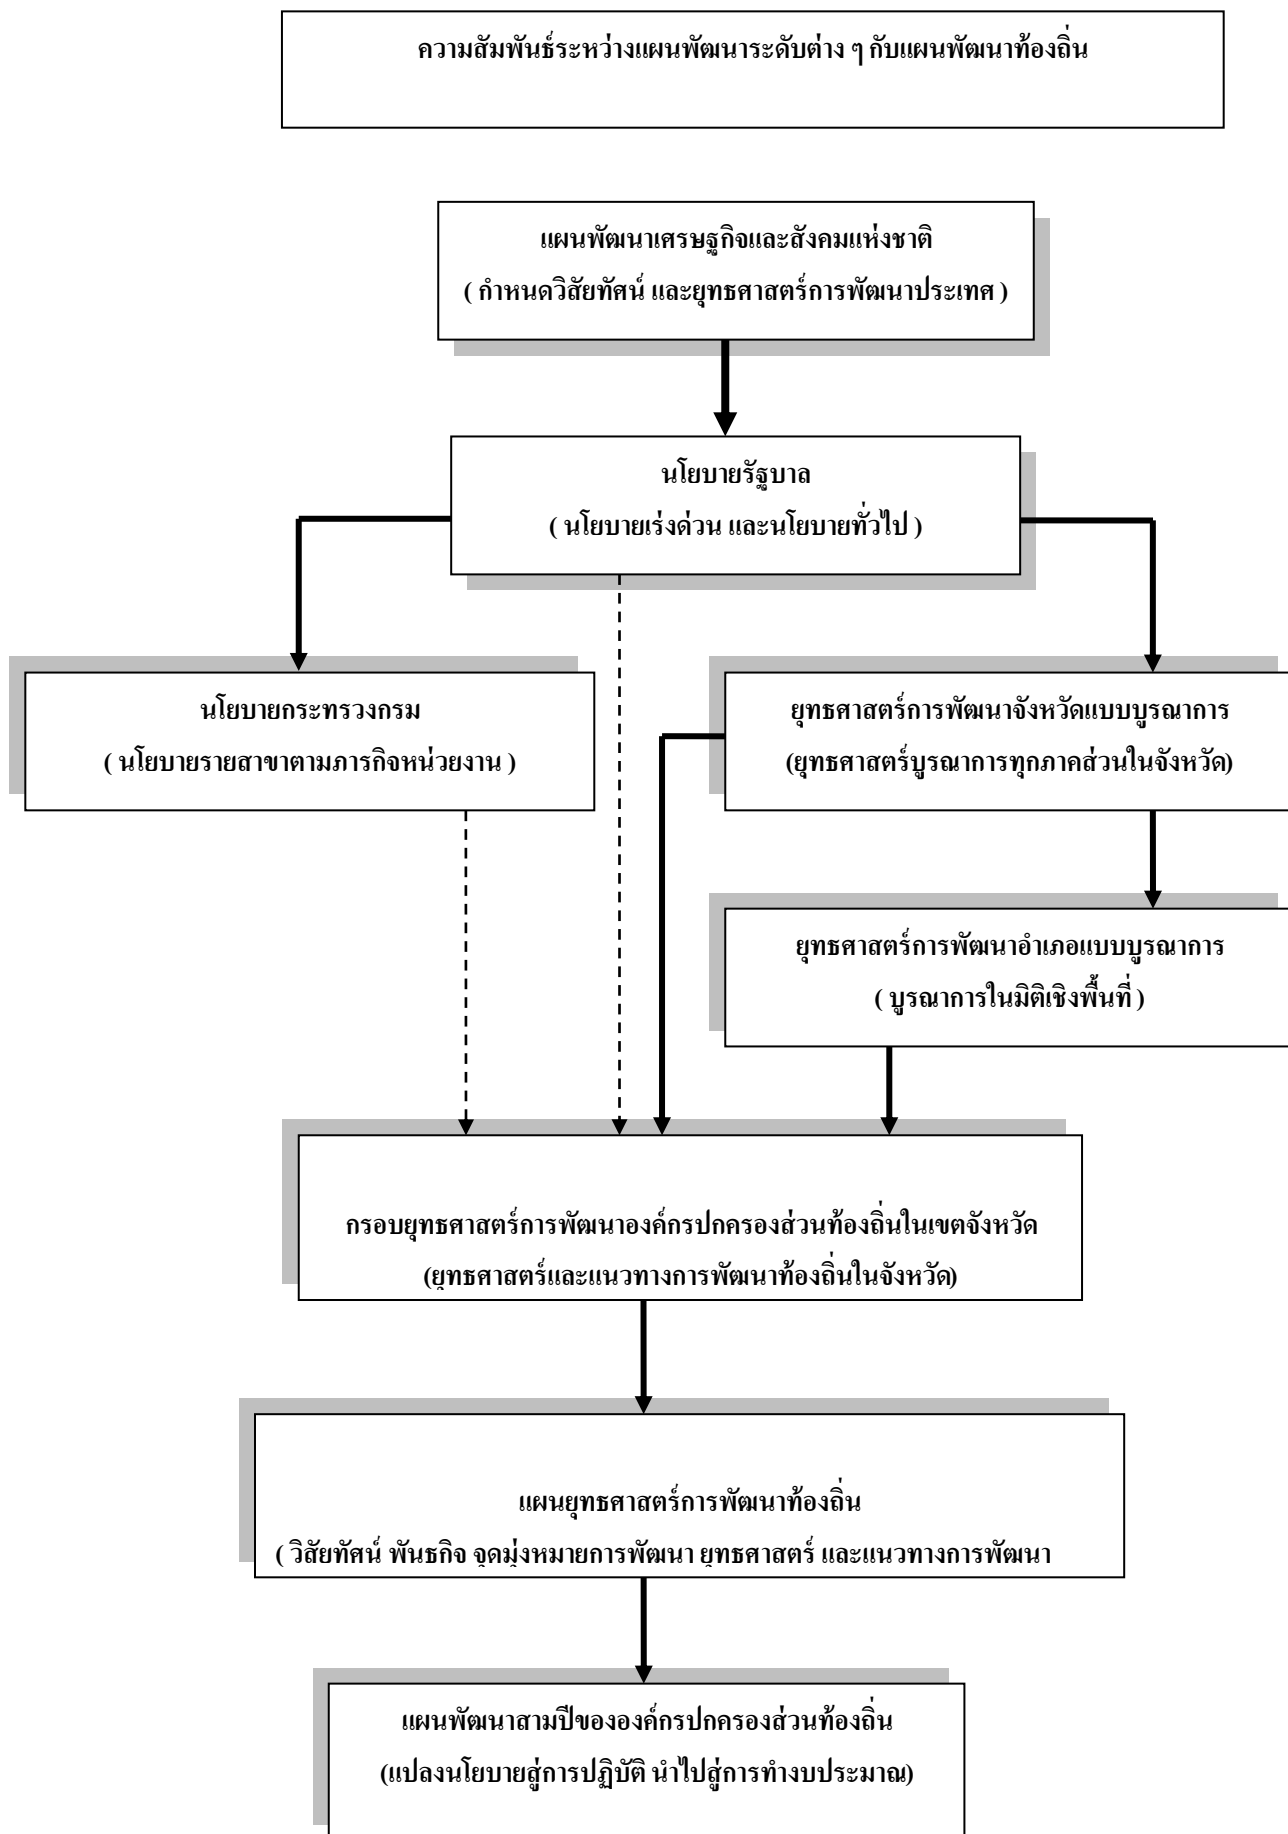 ความสัมพันธ์ระหว่างแผนพัฒนาระดับต่าง ๆ กับแผนพัฒนาท้องถิ่น
แผนพัฒนาเศรษฐกิจและสังคมแห่งชาติ
( กำหนดวิสัยทัศน์ และยุทธศาสตร์การพัฒนาประเทศ )
นโยบายรัฐบาล
( นโยบายเร่งด่วน และนโยบายทั่วไป )
นโยบายกระทรวงกรม
( นโยบายรายสาขาตามภารกิจหน่วยงาน )
ยุทธศาสตร์การพัฒนาจังหวัดแบบบูรณาการ
(ยุทธศาสตร์บูรณาการทุกภาคส่วนในจังหวัด)
ยุทธศาสตร์การพัฒนาอำเภอแบบบูรณาการ
( บูรณาการในมิติเชิงพื้นที่ )
กรอบยุทธศาสตร์การพัฒนาองค์กรปกครองส่วนท้องถิ่นในเขตจังหวัด
(ยุทธศาสตร์และแนวทางการพัฒนาท้องถิ่นในจังหวัด)
แผนยุทธศาสตร์การพัฒนาท้องถิ่น
( วิสัยทัศน์ พันธกิจ จุดมุ่งหมายการพัฒนา ยุทธศาสตร์ และแนวทางการพัฒนา
แผนพัฒนาสามปีขององค์กรปกครองส่วนท้องถิ่น
(แปลงนโยบายสู่การปฏิบัติ นำไปสู่การทำงบประมาณ)